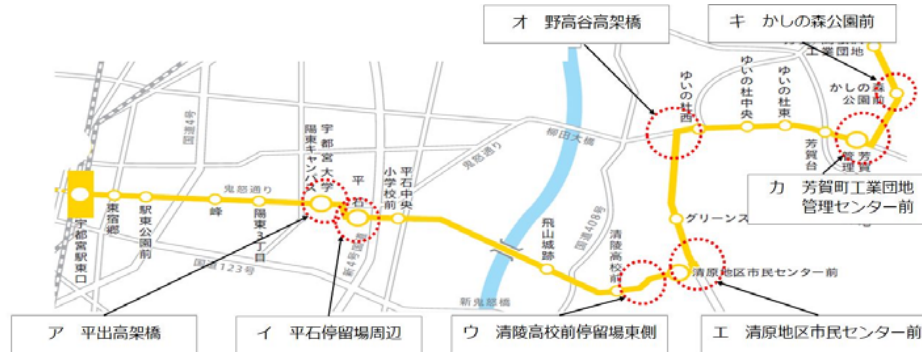 オ 野高谷高架橋
キ かしの森公園前
工業団地
かしの森
公園前
ゆいの杜西
ゆいの杜中央
ゆいの杜東
芳賀台
芳賀
管理
柳田大橋
国道4号
宇都宮大学
陽東キャンパス
平石
平石中央
小学校前
鬼怒通り
鬼怒通り
カ 芳賀町工業団地
管理センター前
宇都宮駅東口
東宿郷
駅東公園前
峰
陽東3丁目
新4号国道
国道123号
飛山城跡
国道408号
清陵高校前
グリーンス
清原地区市民センター前
新鬼怒橋
ア 平出高架橋
イ 平石停留場周辺
ウ 清陵高校前停留場東側
エ 清原地区市民センター前